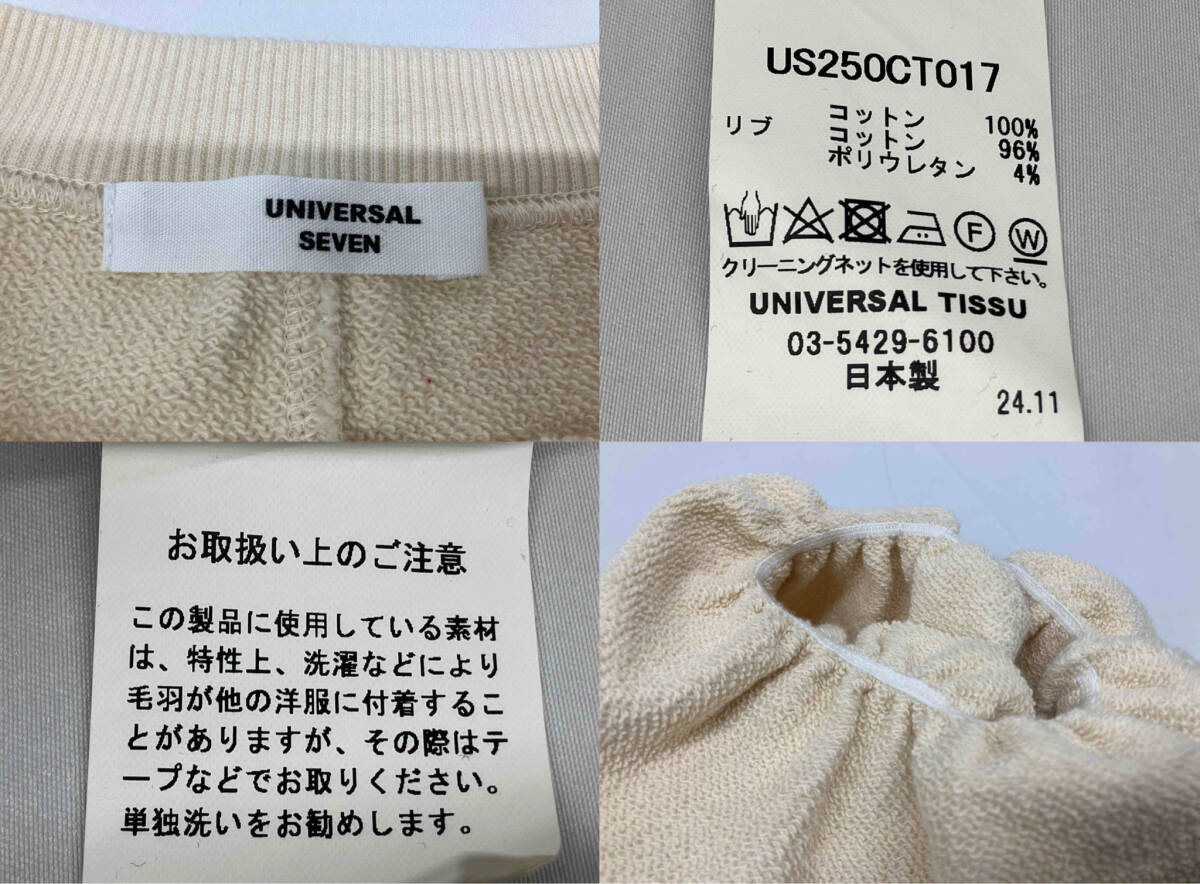 UNIVERSAL
SEVEN
US250CT017
コットン 100%
リブ コットン 96%
ポリウレタン 4%
F W
クリーニングネットを使用して下さい。
UNIVERSAL TISSU
03-5429-6100
日本製
24.11
お取扱い上のご注意
この製品に使用している素材
は、特性上、洗濯などにより
毛羽が他の洋服に付着するこ
とがありますが、その際はテ
ープなどでお取りください。
単独洗いをお勧めします。